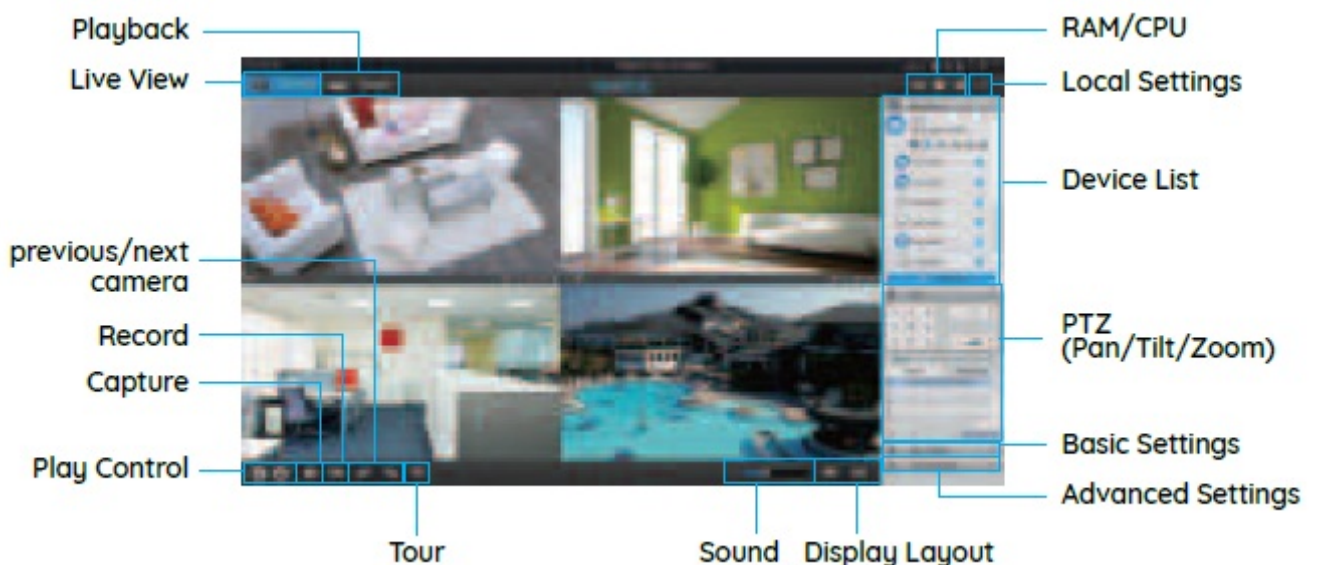 Playback
Live View
previous/next
camera
Record
Capture
Play Control
Tour
Sound
Display Layout
RAM/CPU
Local Settings
Device List
PTZ
(Pan/Tilt/Zoom)
Basic Settings
Advanced Settings